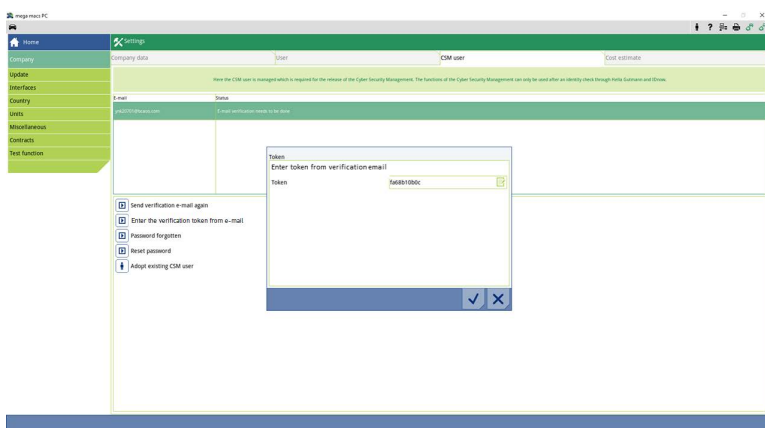 mega macs PC
Home
Settings
Company
Update
Interfaces
Country
Units
Miscellaneous
Contracts
Test function
Company data
User
CSM user
Cost estimate
Here the CSM user is managed which is required for the release of the Cyber Security Management. The functions of the Cyber Security Management can only be used after an identity check through Hella Gutmann and IDnow.
E-mail
Status
E-mail verification needs to be done
Send verification e-mail again
Enter the verification token from e-mail
Password forgotten
Reset password
Adopt existing CSM user
Token
Enter token from verification email
Token
fa68b10b0c